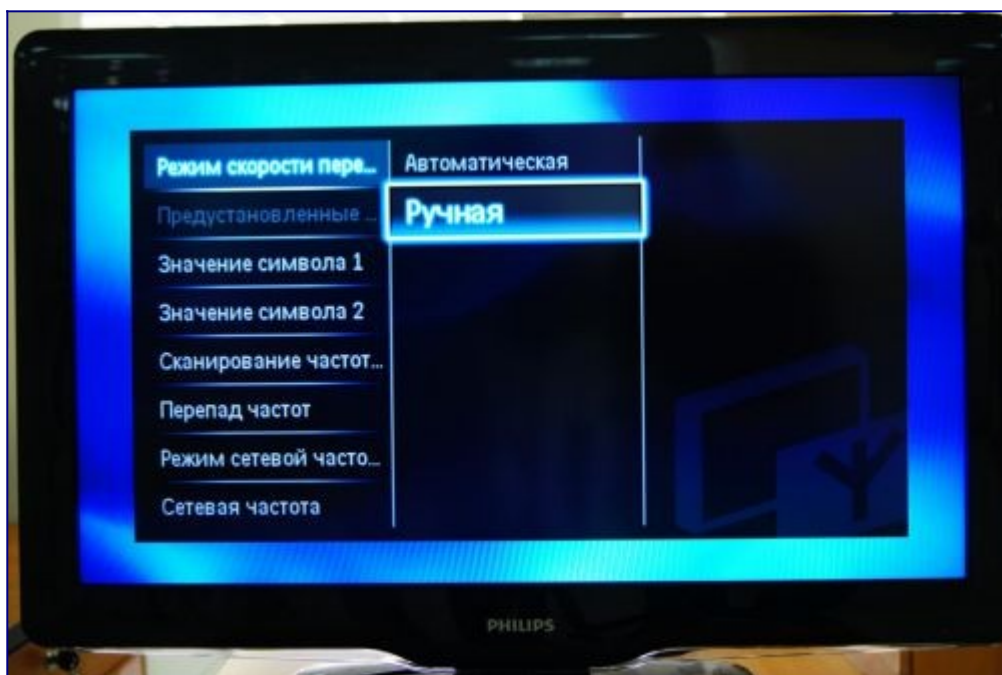 Режим скорости пере...
Автоматическая
Предустановленные ...
Ручная
Значение символа 1
Значение символа 2
Сканирование частот...
Перепад частот
Режим сетевой часто...
Сетевая частота
PHILIPS